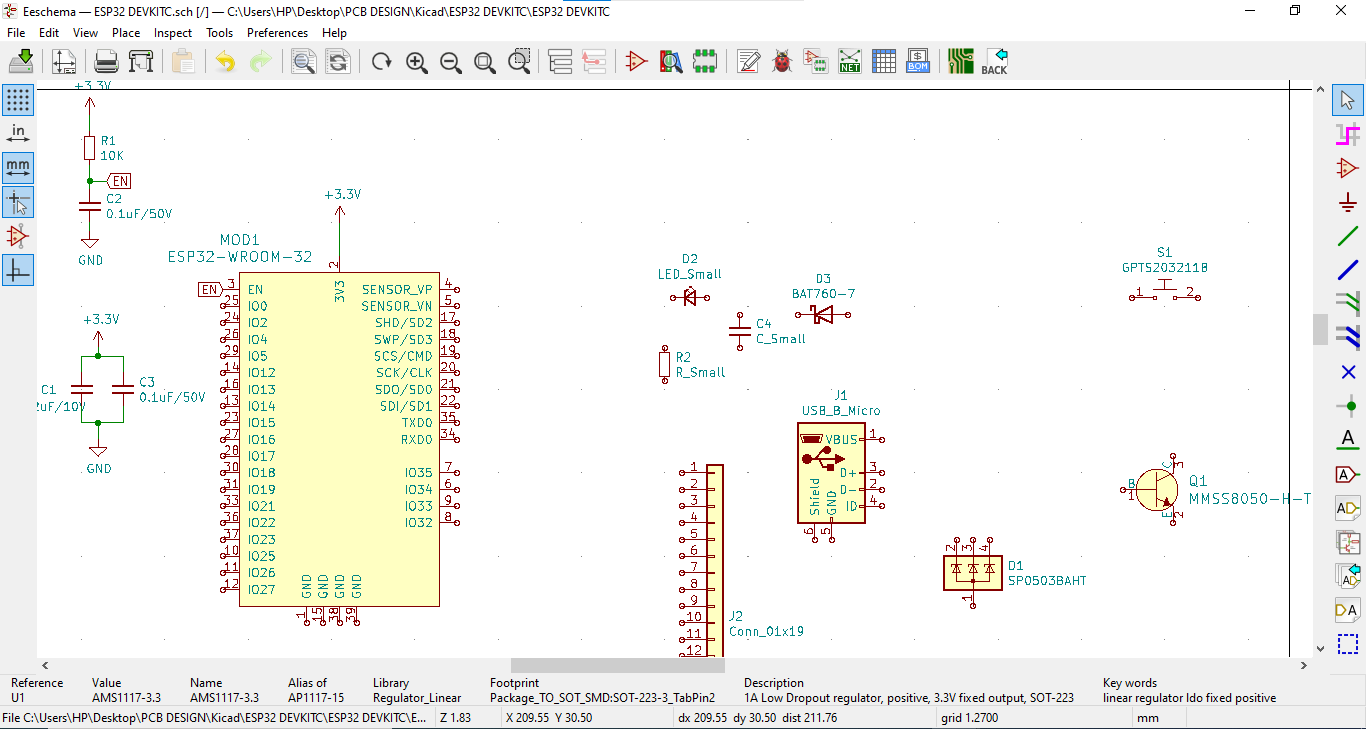 Eeschema — ESP32 DEVKITC.sch [/] — C:\Users\HP\Desktop\PCB DESIGN\Kicad\ESP32 DEVKITC\ESP32 DEVKITC
File Edit View Place Inspect Tools Preferences Help
NET
BOM
BACK
in
mm
+3.3V
R1
10K
EN
C2
0.1uF/50V
GND
+3.3V
C1
2uF/10V
C3
0.1uF/50V
GND
+3.3V
MOD1
ESP32-WROOM-32
2
3V3
EN 3 EN SENSOR_VP 4
25 IO0 SENSOR_VN 5
24 IO2 SHD/SD2 17
26 IO4 SWP/SD3 18
29 IO5 SCS/CMD 19
14 IO12 SCK/CLK 20
16 IO13 SDO/SD0 21
13 IO14 SDI/SD1 22
23 IO15 TXD0 35
27 IO16 RXD0 34
28 IO17
30 IO18 IO35 7
31 IO19 IO34 6
33 IO21 IO33 9
36 IO22 IO32 8
37 IO23
10 IO25
11 IO26
12 IO27
GND GND GND GND
1 15 38 39
D2
LED_Small
D3
BAT760-7
C4
C_Small
R2
R_Small
J1
USB_B_Micro
VBUS 1
D+ 3
D- 2
ID 4
Shield GND
6 5
1
2
3
4
5
6
7
8
9
10
11
12
J2
Conn_01x19
S1
GPTS203211B
1 2
C 3
B 1
E 2
Q1
MMSS8050-H-T
2 3 4
D1
SP0503BAHT
1
A
A
AD
AD
DA
Reference Value Name Alias of Library Footprint Description Key words
U1 AMS1117-3.3 AMS1117-3.3 AP1117-15 Regulator_Linear Package_TO_SOT_SMD:SOT-223-3_TabPin2 1A Low Dropout regulator, positive, 3.3V fixed output, SOT-223 linear regulator ldo fixed positive
File C:\Users\HP\Desktop\PCB DESIGN\Kicad\ESP32 DEVKITC\ESP32 DEVKITC\E... Z 1.83 X 209.55 Y 30.50 dx 209.55 dy 30.50 dist 211.76 grid 1.2700 mm